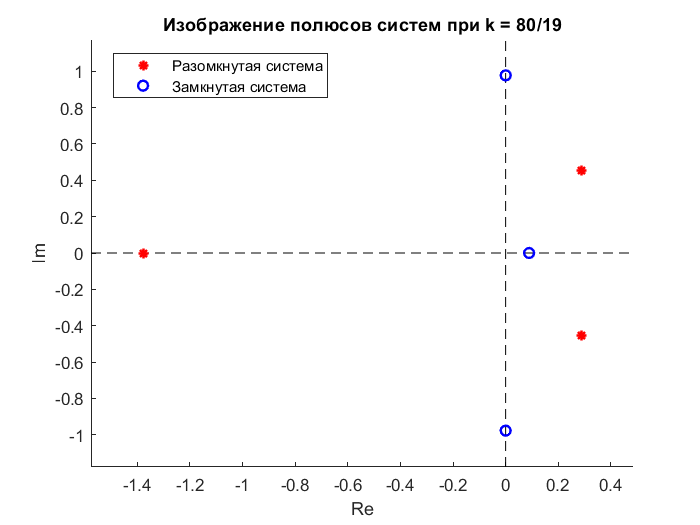 Изображение полюсов систем при k = 80/19
Разомкнутая система
Замкнутая система
1
0.8
0.6
0.4
0.2
0
-0.2
-0.4
-0.6
-0.8
-1
Im
-1.4 -1.2 -1 -0.8 -0.6 -0.4 -0.2 0 0.2 0.4
Re